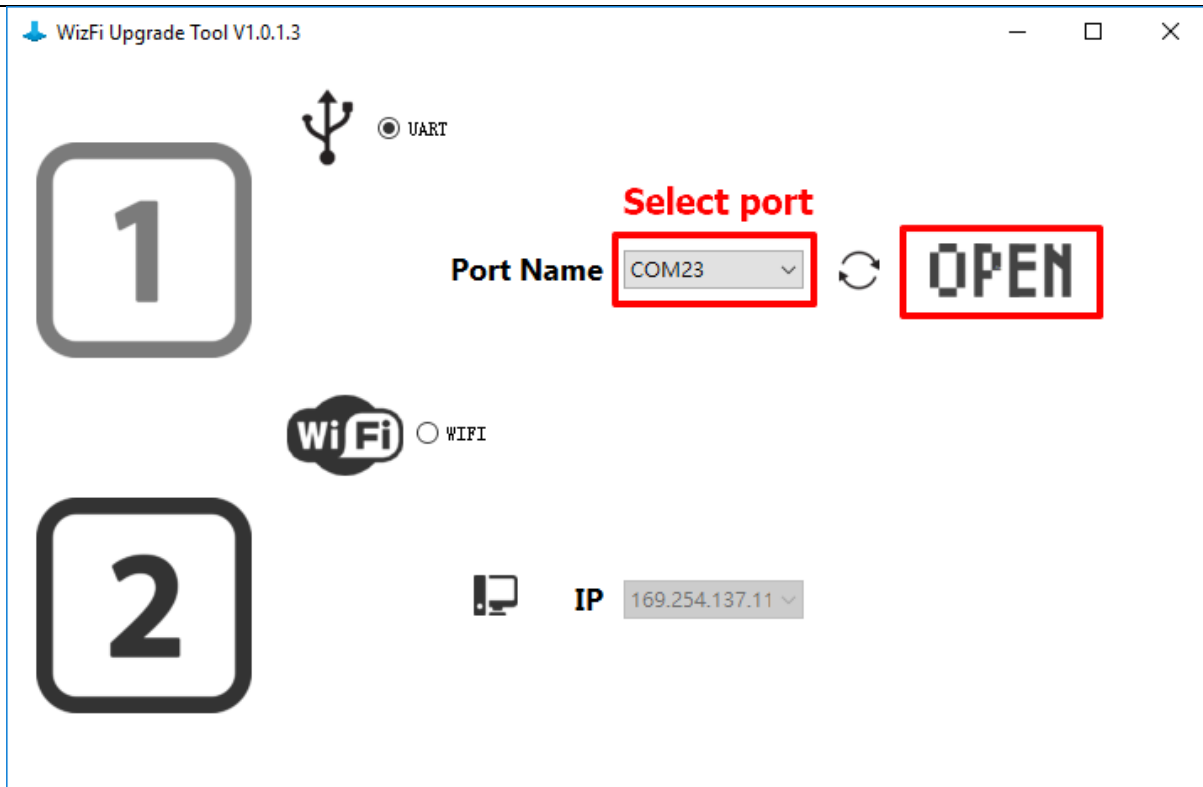 WizFi Upgrade Tool V1.0.1.3
UART
1
Select port
Port Name COM23 OPEN
WiFi WIFI
2
IP 169.254.137.11